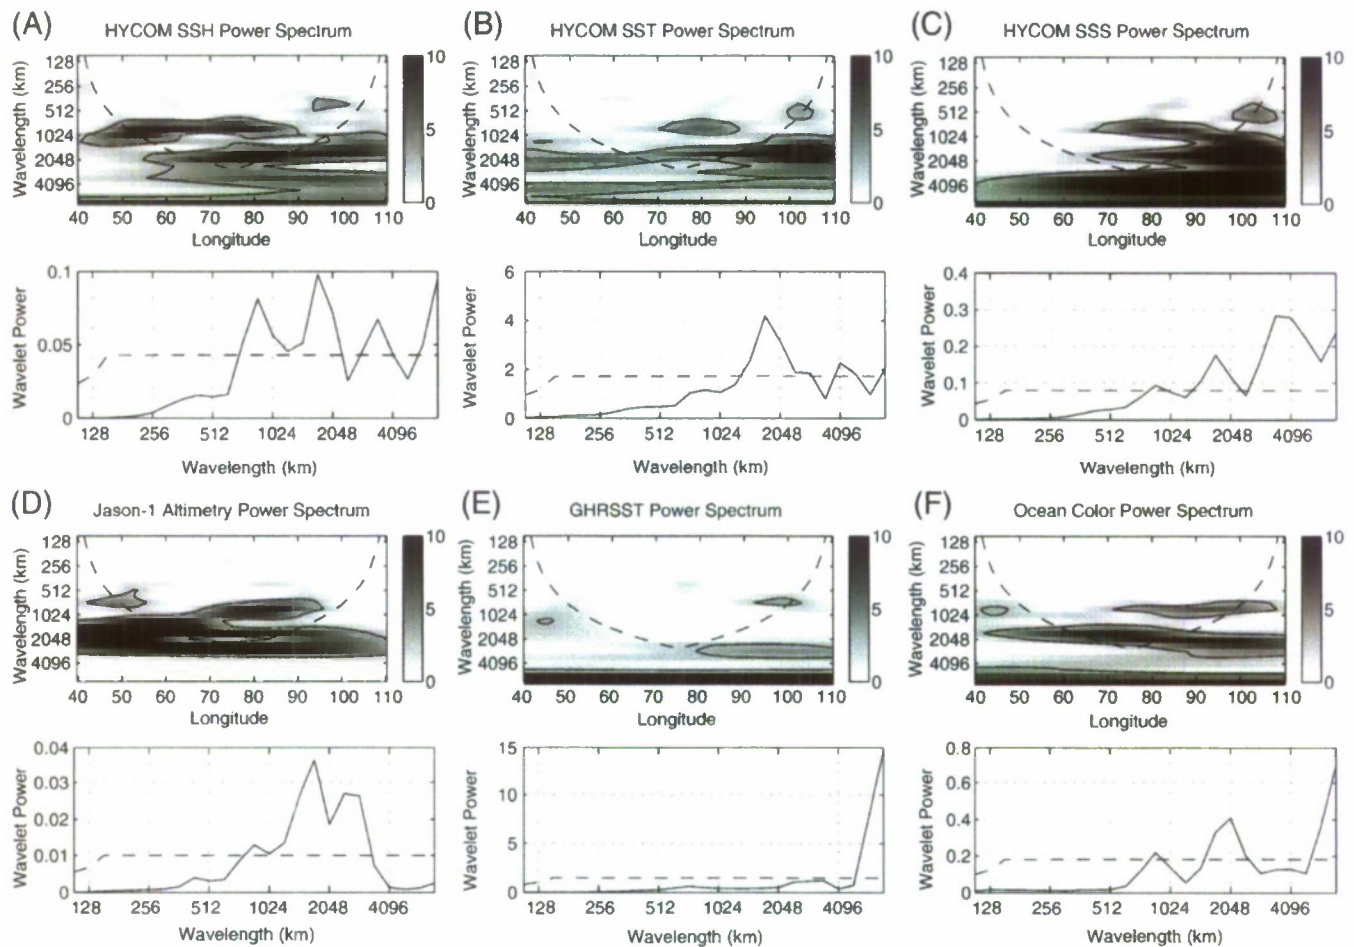 (A) HYCOM SSH Power Spectrum
Wavelength (km)
128
256
512
1024
2048
4096
40 50 60 70 80 90 100 110
Longitude
10
5
0
Wavelet Power
0.1
0.05
0
128 256 512 1024 2048 4096
Wavelength (km)
(B) HYCOM SST Power Spectrum
Wavelength (km)
128
256
512
1024
2048
4096
40 50 60 70 80 90 100 110
Longitude
10
5
0
Wavelet Power
6
4
2
0
128 256 512 1024 2048 4096
Wavelength (km)
(C) HYCOM SSS Power Spectrum
Wavelength (km)
128
256
512
1024
2048
4096
40 50 60 70 80 90 100 110
Longitude
10
5
0
Wavelet Power
0.4
0.3
0.2
0.1
0
128 256 512 1024 2048 4096
Wavelength (km)
(D) Jason-1 Altimetry Power Spectrum
Wavelength (km)
128
256
512
1024
2048
4096
40 50 60 70 80 90 100 110
Longitude
10
5
0
Wavelet Power
0.04
0.03
0.02
0.01
0
128 256 512 1024 2048 4096
Wavelength (km)
(E) GHRSST Power Spectrum
Wavelength (km)
128
256
512
1024
2048
4096
40 50 60 70 80 90 100 110
Longitude
10
5
0
Wavelet Power
15
10
5
0
128 256 512 1024 2048 4096
Wavelength (km)
(F) Ocean Color Power Spectrum
Wavelength (km)
128
256
512
1024
2048
4096
40 50 60 70 80 90 100 110
Longitude
10
5
0
Wavelet Power
0.8
0.6
0.4
0.2
0
128 256 512 1024 2048 4096
Wavelength (km)